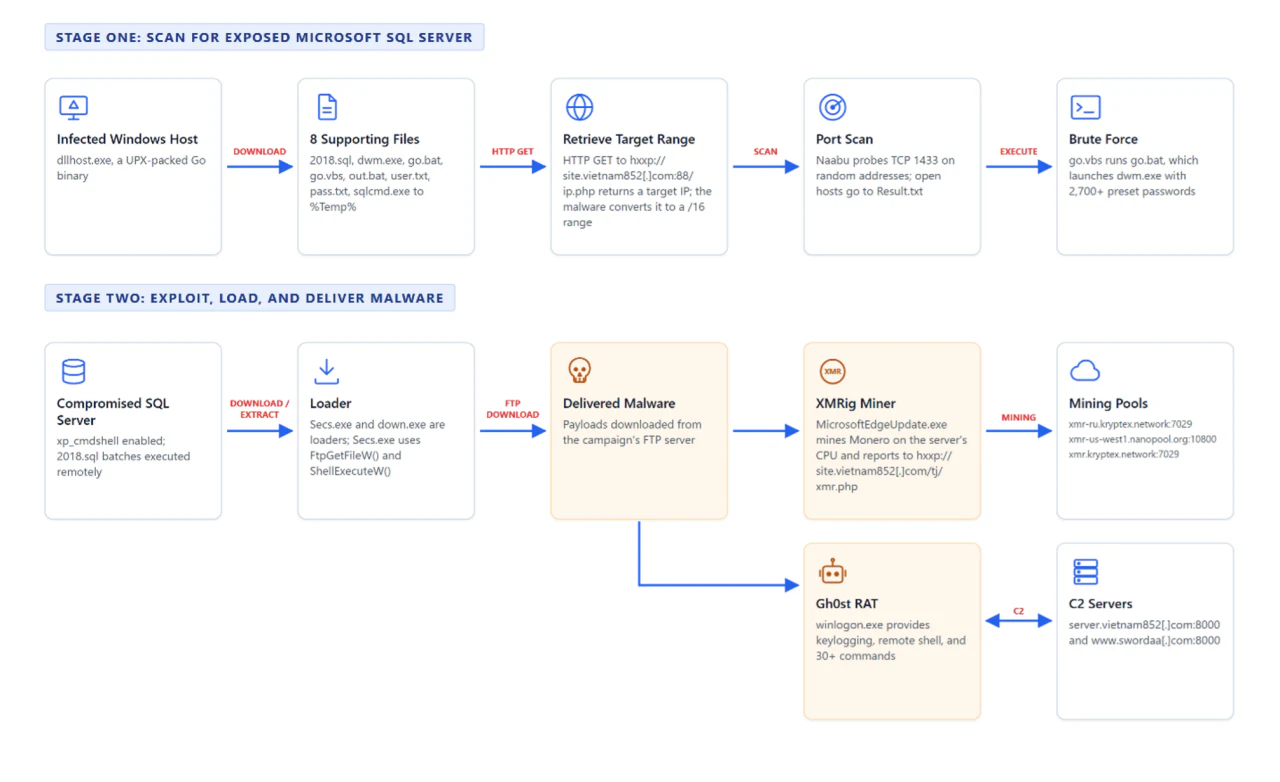 STAGE ONE: SCAN FOR EXPOSED MICROSOFT SQL SERVER
Infected Windows Host
dllhost.exe, a UPX-packed Go
binary
DOWNLOAD
8 Supporting Files
2018.sql, dwm.exe, go.bat,
go.vbs, out.bat, user.txt,
pass.txt, sqlcmd.exe to
%Temp%
HTTP GET
Retrieve Target Range
HTTP GET to hxxp://
site.vietnam852[.]com:88/
ip.php returns a target IP; the
malware converts it to a /16
range
SCAN
Port Scan
Naabu probes TCP 1433 on
random addresses; open
hosts go to Result.txt
EXECUTE
Brute Force
go.vbs runs go.bat, which
launches dwm.exe with
2,700+ preset passwords
STAGE TWO: EXPLOIT, LOAD, AND DELIVER MALWARE
Compromised SQL
Server
xp_cmdshell enabled;
2018.sql batches executed
remotely
DOWNLOAD /
EXTRACT
Loader
Secs.exe and down.exe are
loaders; Secs.exe uses
FtpGetFileW() and
ShellExecuteW()
FTP
DOWNLOAD
Delivered Malware
Payloads downloaded from
the campaign's FTP server
XMR
XMRig Miner
MicrosoftEdgeUpdate.exe
mines Monero on the server's
CPU and reports to hxxp://
site.vietnam852[.]com/tj/
xmr.php
MINING
Mining Pools
xmr-ru.kryptex.network:7029
xmr-us-west1.nanopool.org:10800
xmr.kryptex.network:7029
Gh0st RAT
winlogon.exe provides
keylogging, remote shell, and
30+ commands
C2
C2 Servers
server.vietnam852[.]com:8000
and www.swordaa[.]com:8000